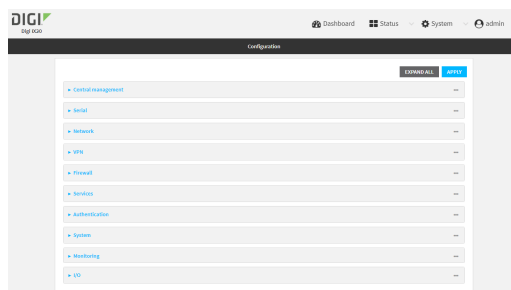 DIGI
Digi IX20
Dashboard
Status
System
admin
Configuration
EXPAND ALL
APPLY
Central management
Serial
Network
VPN
Firewall
Services
Authentication
System
Monitoring
I/O